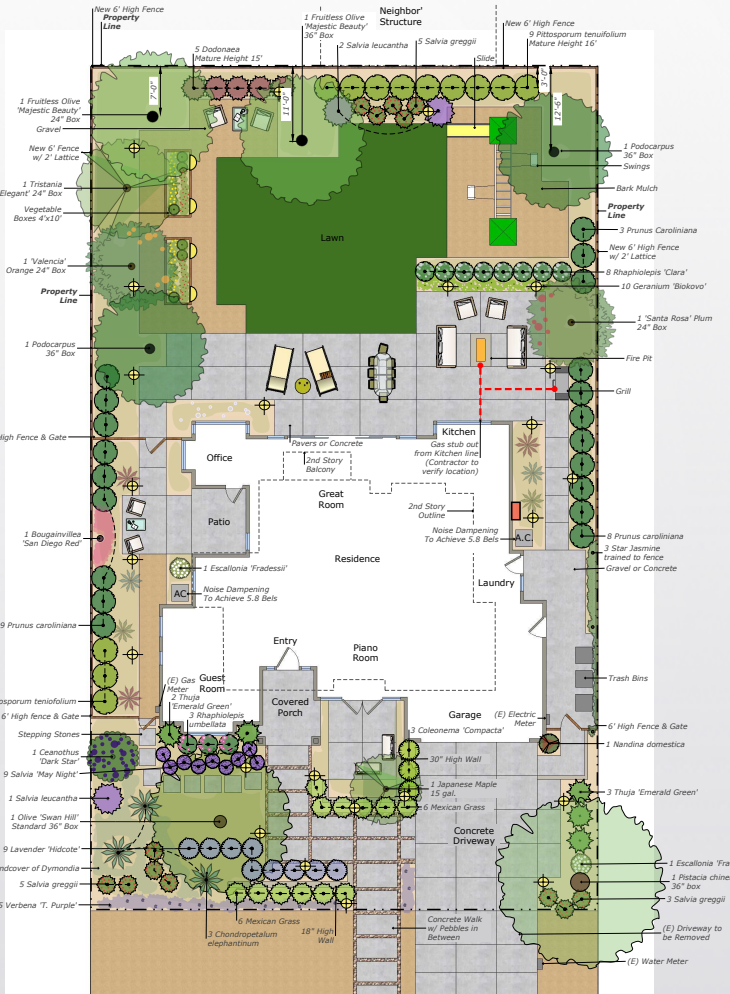 New 6' High Fence
Property
Line
1 Fruitless Olive
'Majestic Beauty'
36" Box
Neighbor'
Structure
2 Salvia leucantha
5 Salvia greggii
New 6' High Fence
9 Pittosporum tenuifolium
Mature Height 16'
5 Dodonaea
Mature Height 15'
Slide
7'-0"
11'-0"
3'-0"
12'-6"
1 Fruitless Olive
'Majestic Beauty'
24" Box
Gravel
New 6' Fence
w/ 2' Lattice
1 Tristania
Elegant' 24" Box
Vegetable
Boxes 4'x10'
1 'Valencia'
Orange 24" Box
Property
Line
1 Podocarpus
36" Box
High Fence & Gate
1 Podocarpus
36" Box
Swings
Bark Mulch
Property
Line
3 Prunus Caroliniana
New 6' High Fence
w/ 2' Lattice
8 Rhaphiolepis 'Clara'
10 Geranium 'Biokovo'
1 'Santa Rosa' Plum
24" Box
Fire Pit
Grill
Lawn
Pavers or Concrete
2nd Story
Balcony
Kitchen
Gas stub out
from Kitchen line
(Contractor to
verify location)
Office
Great
Room
2nd Story
Outline
Patio
Noise Dampening
To Achieve 5.8 Bels
A.C.
8 Prunus caroliniana
3 Star Jasmine
trained to fence
Gravel or Concrete
1 Bougainvillea
'San Diego Red'
Residence
1 Escallonia 'Fradessii'
AC
Noise Dampening
To Achieve 5.8 Bels
Laundry
9 Prunus caroliniana
Entry
Piano
Room
Trash Bins
(E) Gas
Meter
Guest
Room
2 Thuja
'Emerald Green'
3 Rhaphiolepis
umbellata
Covered
Porch
Garage
(E) Electric
Meter
osporum teniofolium
6' High fence & Gate
Stepping Stones
6' High Fence & Gate
3 Coleonema 'Compacta'
1 Nandina domestica
1 Ceanothus
'Dark Star'
9 Salvia 'May Night'
30" High Wall
1 Japanese Maple
15 gal.
6 Mexican Grass
3 Thuja 'Emerald Green'
1 Salvia leucantha
1 Olive 'Swan Hill'
Standard 36" Box
Concrete
Driveway
9 Lavender 'Hidcote'
ndcover of Dymondia
5 Salvia greggii
Verbena 'T. Purple'
1 Escallonia 'Fra
1 Pistacia chine
36" box
3 Salvia greggii
6 Mexican Grass
3 Chondropetalum
elephantinum
18" High
Wall
Concrete Walk
w/ Pebbles in
Between
(E) Driveway to
be Removed
(E) Water Meter